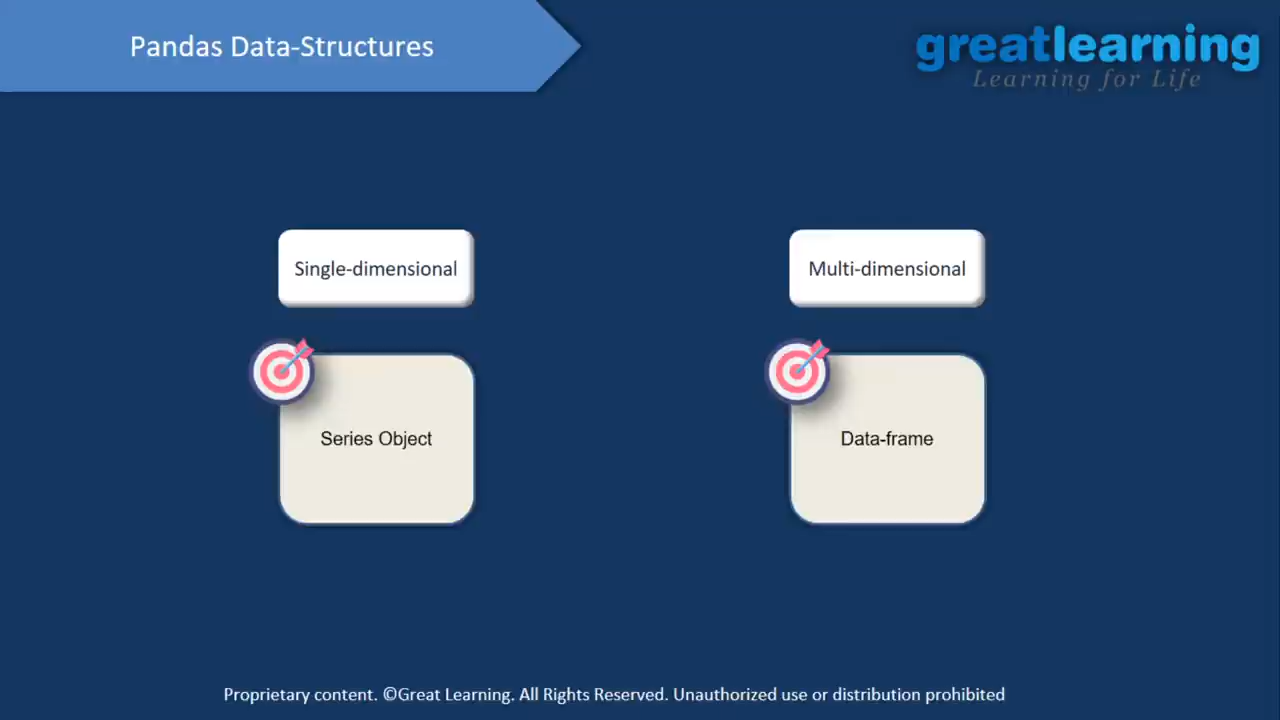 Pandas Data-Structures
greatlearning
Learning for Life
Single-dimensional
Multi-dimensional
Series Object
Data-frame
Proprietary content. ©Great Learning. All Rights Reserved. Unauthorized use or distribution prohibited